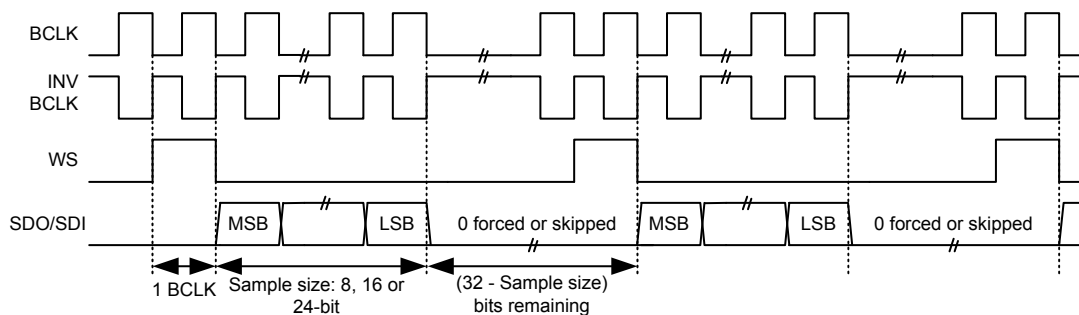 BCLK
INV
BCLK
WS
SDO/SDI
MSB
LSB
0 forced or skipped
MSB
LSB
0 forced or skipped
1 BCLK
Sample size: 8, 16 or
24-bit
(32 - Sample size)
bits remaining